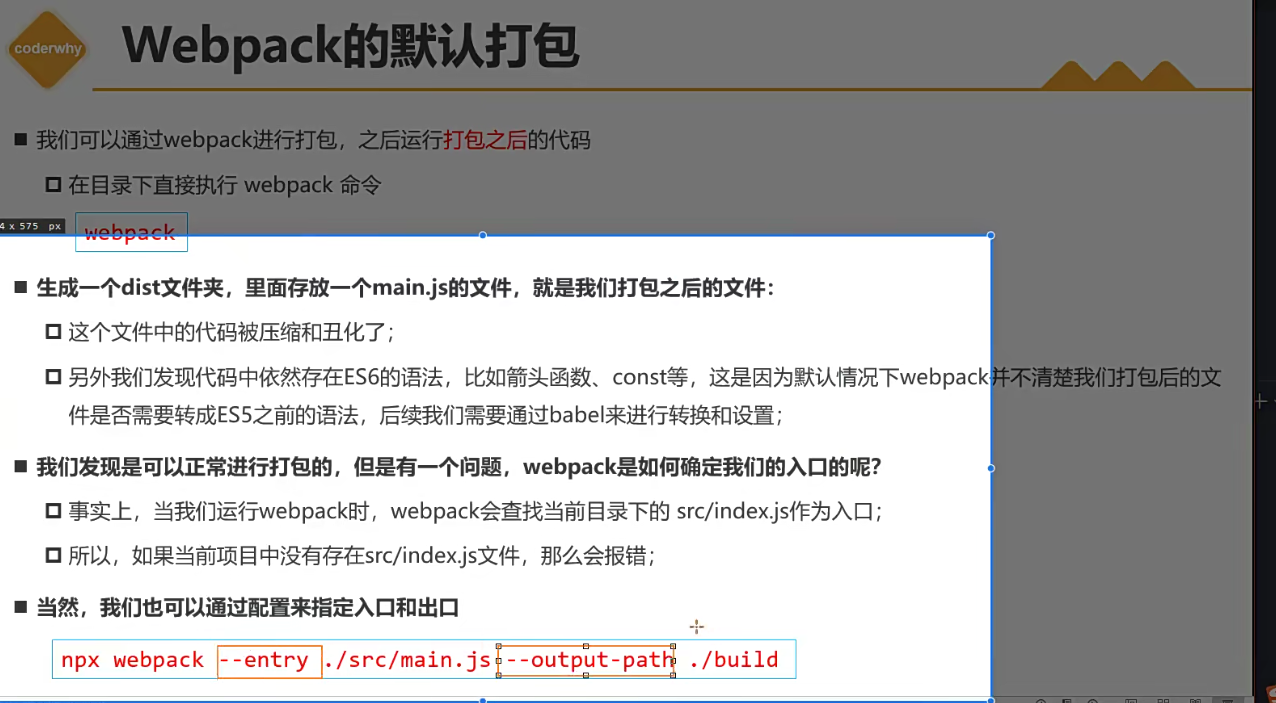 coderwhy
Webpack的默认打包
我们可以通过webpack进行打包，之后运行打包之后的代码
在目录下直接执行 webpack 命令
4 x 575 px
webpack
生成一个dist文件夹，里面存放一个main.js的文件，就是我们打包之后的文件：
这个文件中的代码被压缩和丑化了；
另外我们发现代码中依然存在ES6的语法，比如箭头函数、const等，这是因为默认情况下webpack并不清楚我们打包后的文
件是否需要转成ES5之前的语法，后续我们需要通过babel来进行转换和设置；
我们发现是可以正常进行打包的，但是有一个问题，webpack是如何确定我们的入口的呢？
事实上，当我们运行webpack时，webpack会查找当前目录下的 src/index.js作为入口；
所以，如果当前项目中没有存在src/index.js文件，那么会报错；
当然，我们也可以通过配置来指定入口和出口
npx webpack --entry ./src/main.js --output-path ./build